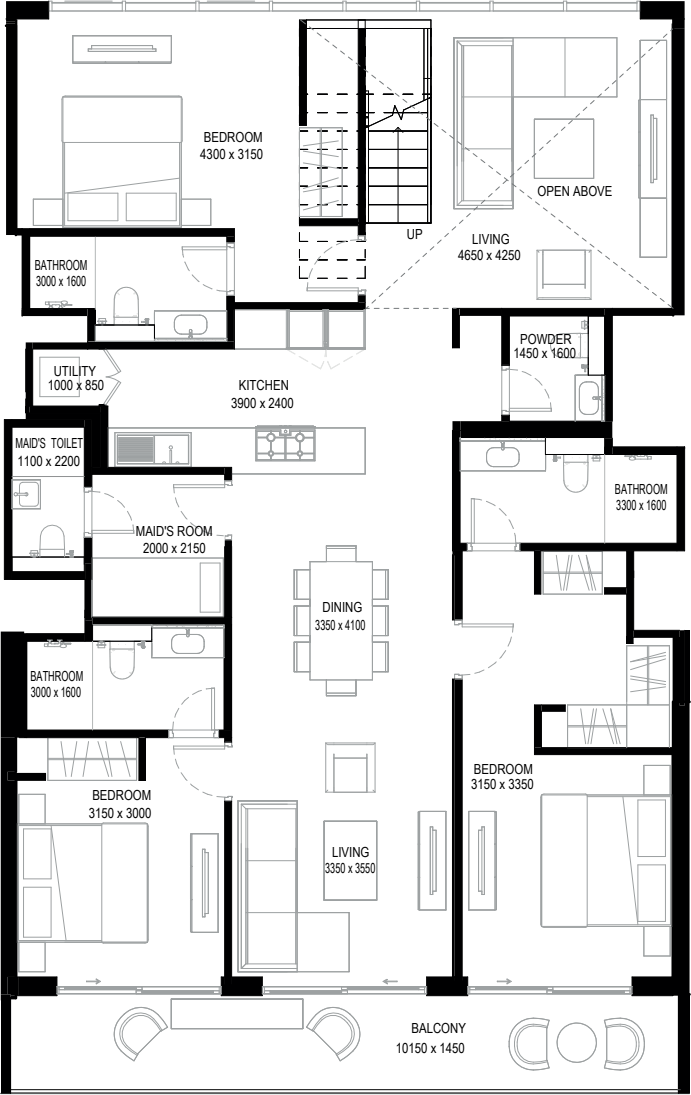 BEDROOM
4300 x 3150
OPEN ABOVE
UP
LIVING
4650 x 4250
BATHROOM
3000 x 1600
POWDER
1450 x 1600
UTILITY
1000 x 850
KITCHEN
3900 x 2400
MAID'S TOILET
1100 x 2200
BATHROOM
3300 x 1600
MAID'S ROOM
2000 x 2150
DINING
3350 x 4100
BATHROOM
3000 x 1600
BEDROOM
3150 x 3350
BEDROOM
3150 x 3000
LIVING
3350 x 3550
BALCONY
10150 x 1450